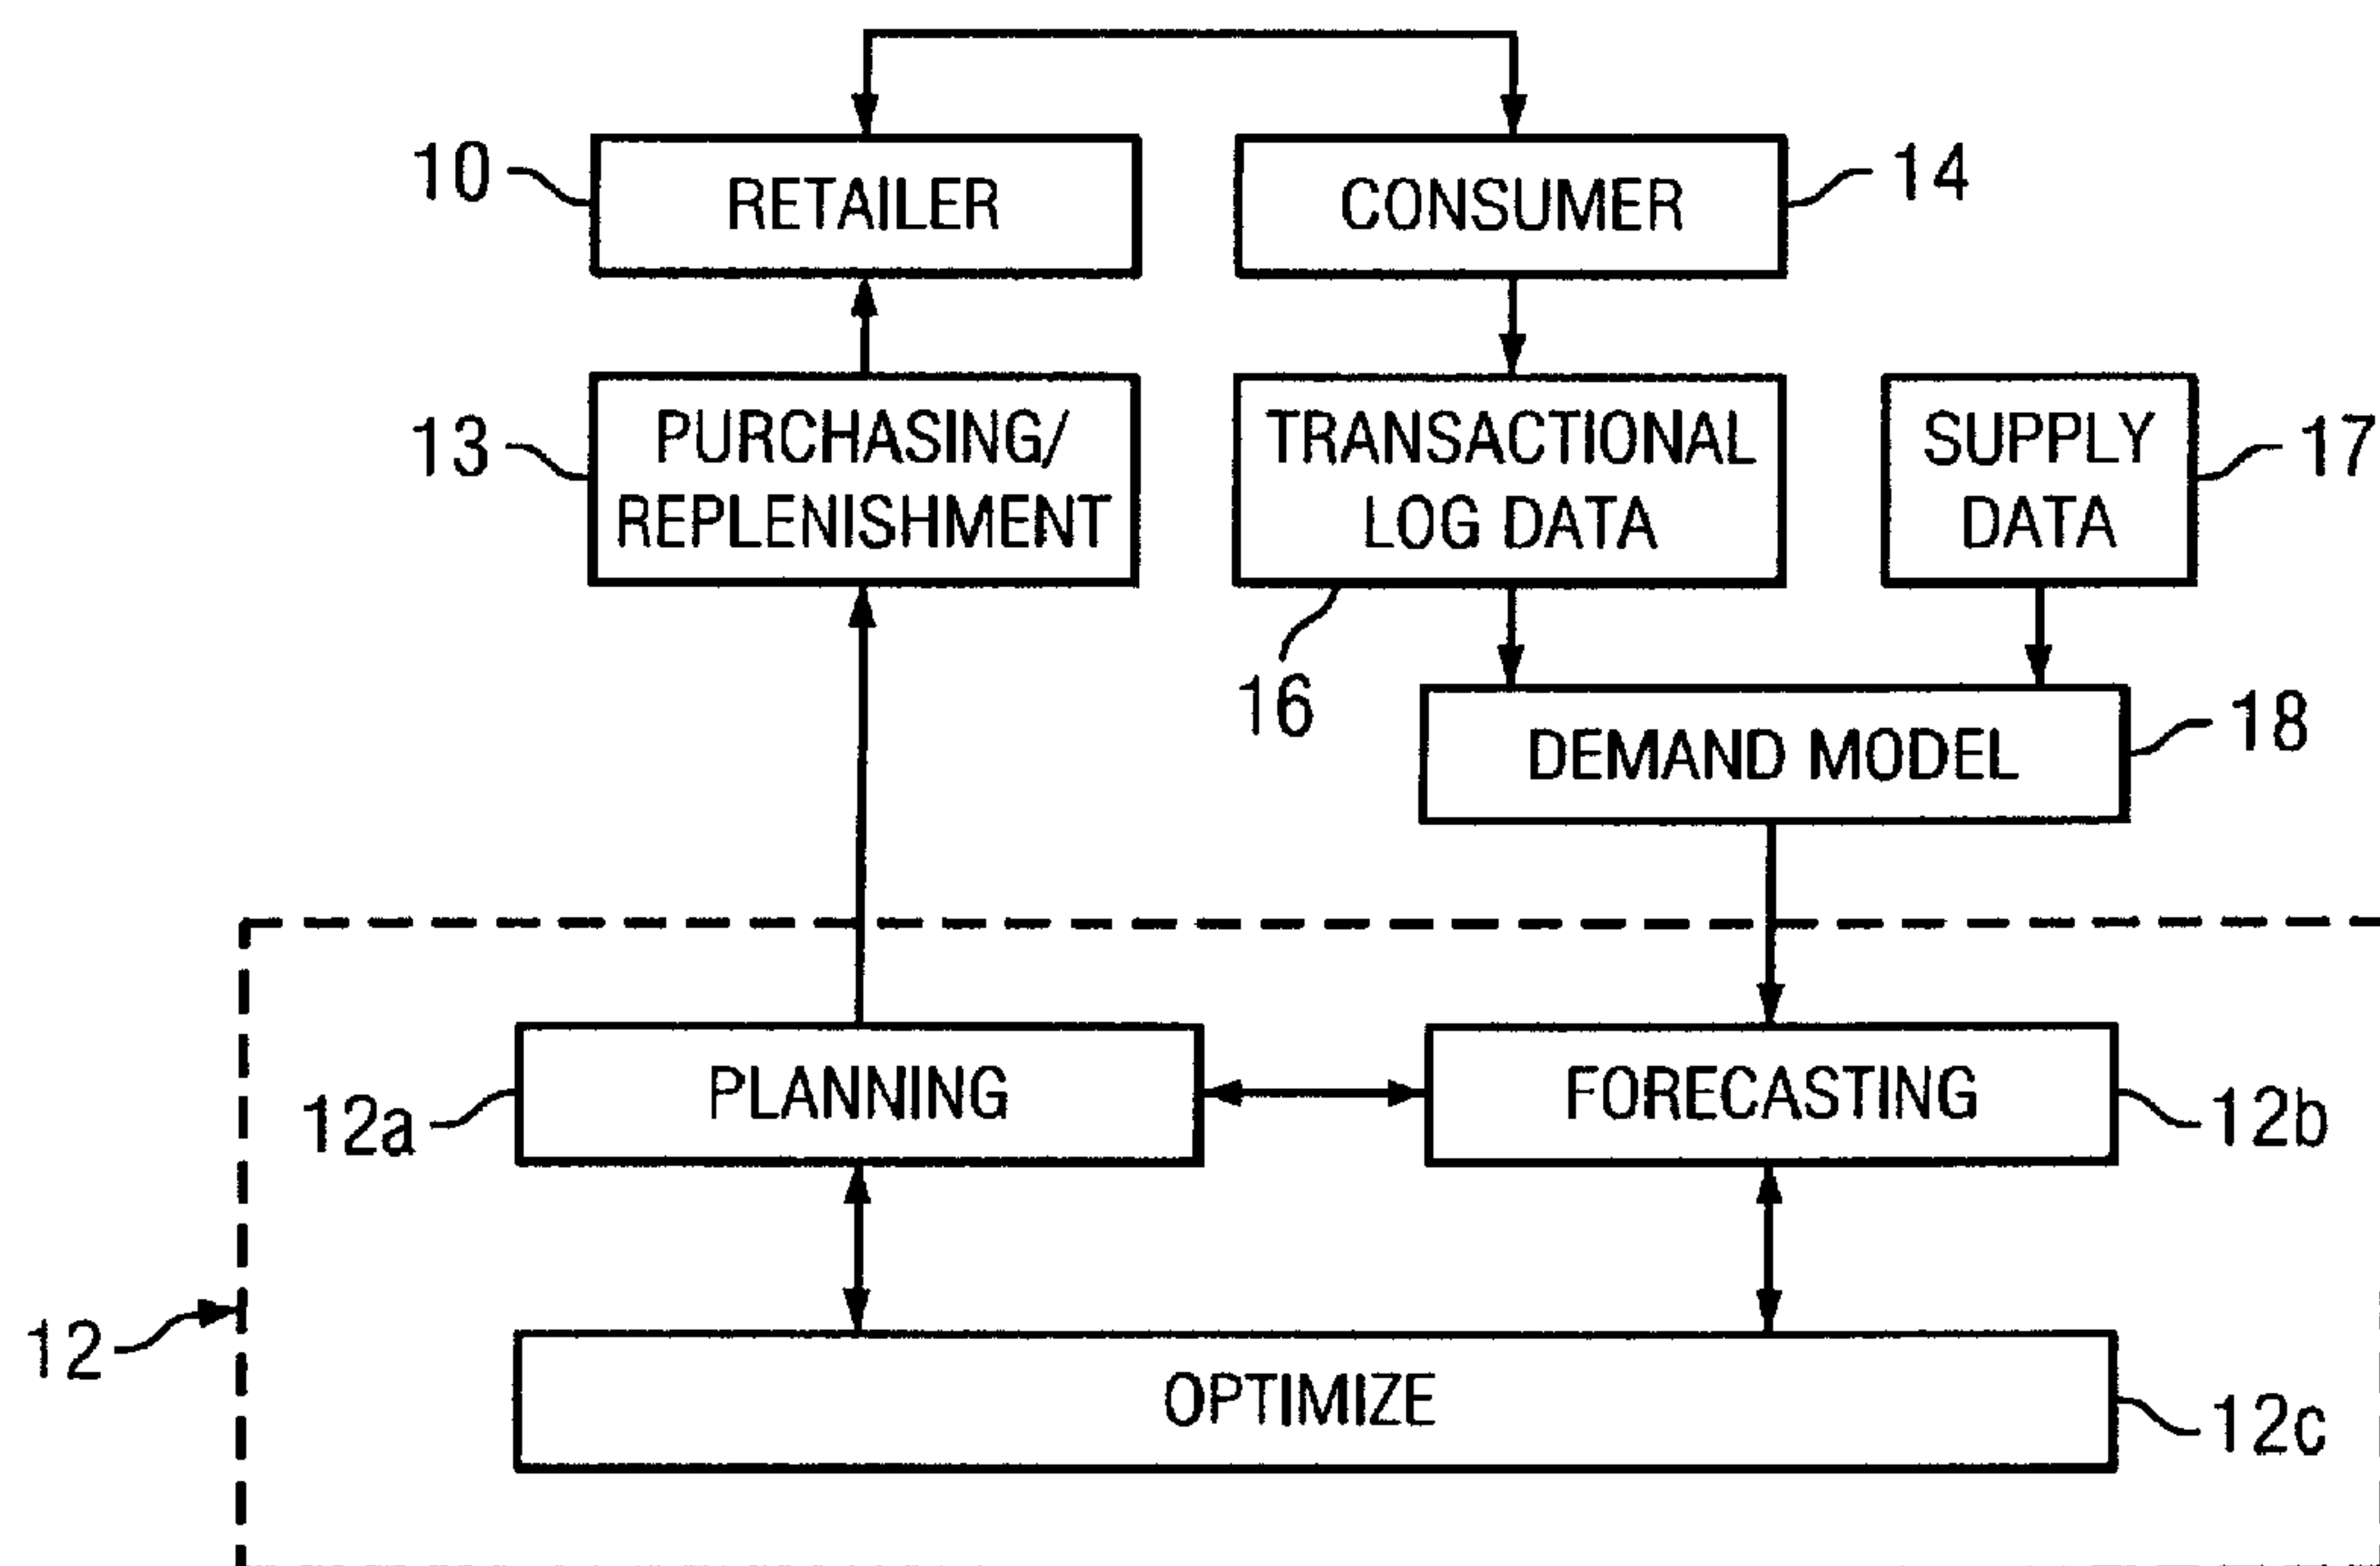 10
RETAILER
CONSUMER
14
13
PURCHASING/
REPLENISHMENT
TRANSACTIONAL
LOG DATA
SUPPLY
DATA
17
16
DEMAND MODEL
18
12a
PLANNING
FORECASTING
12b
12
OPTIMIZE
12c